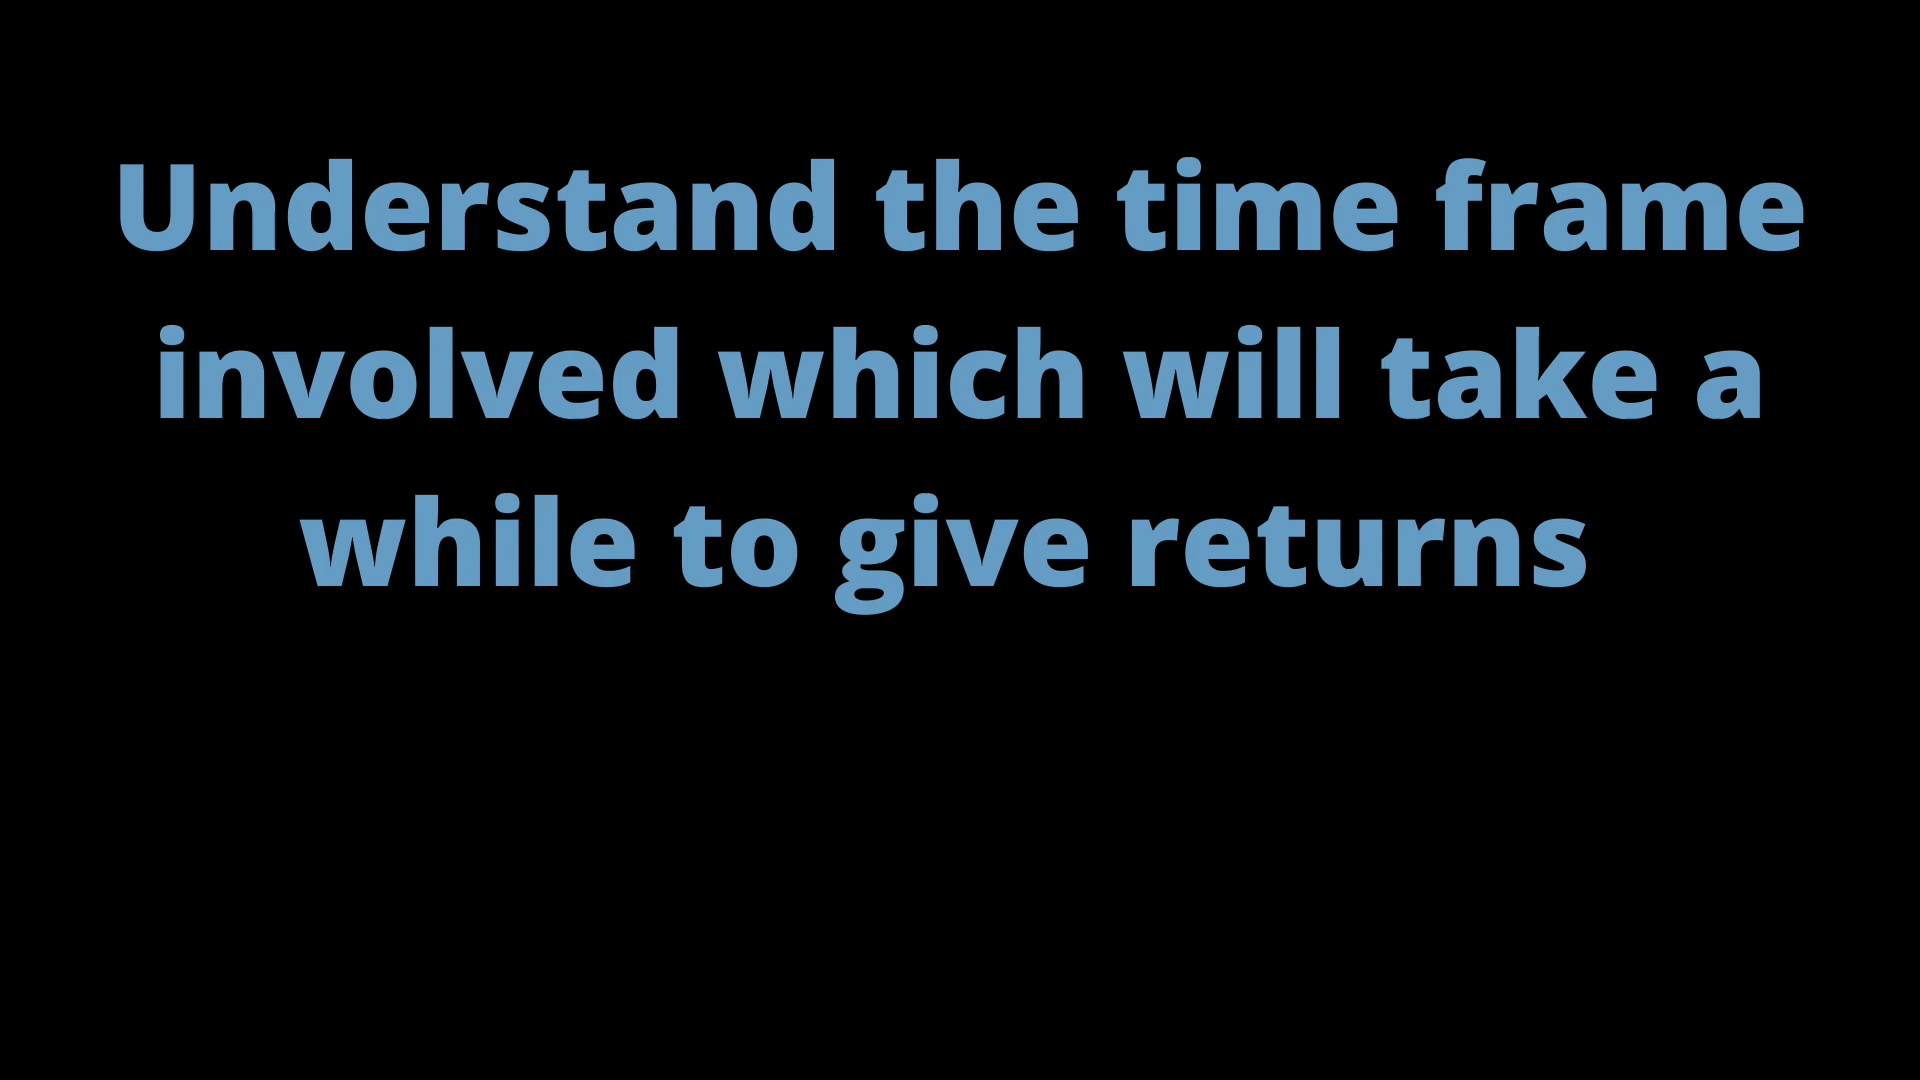 Understand the time frame
involved which will take a
while to give returns